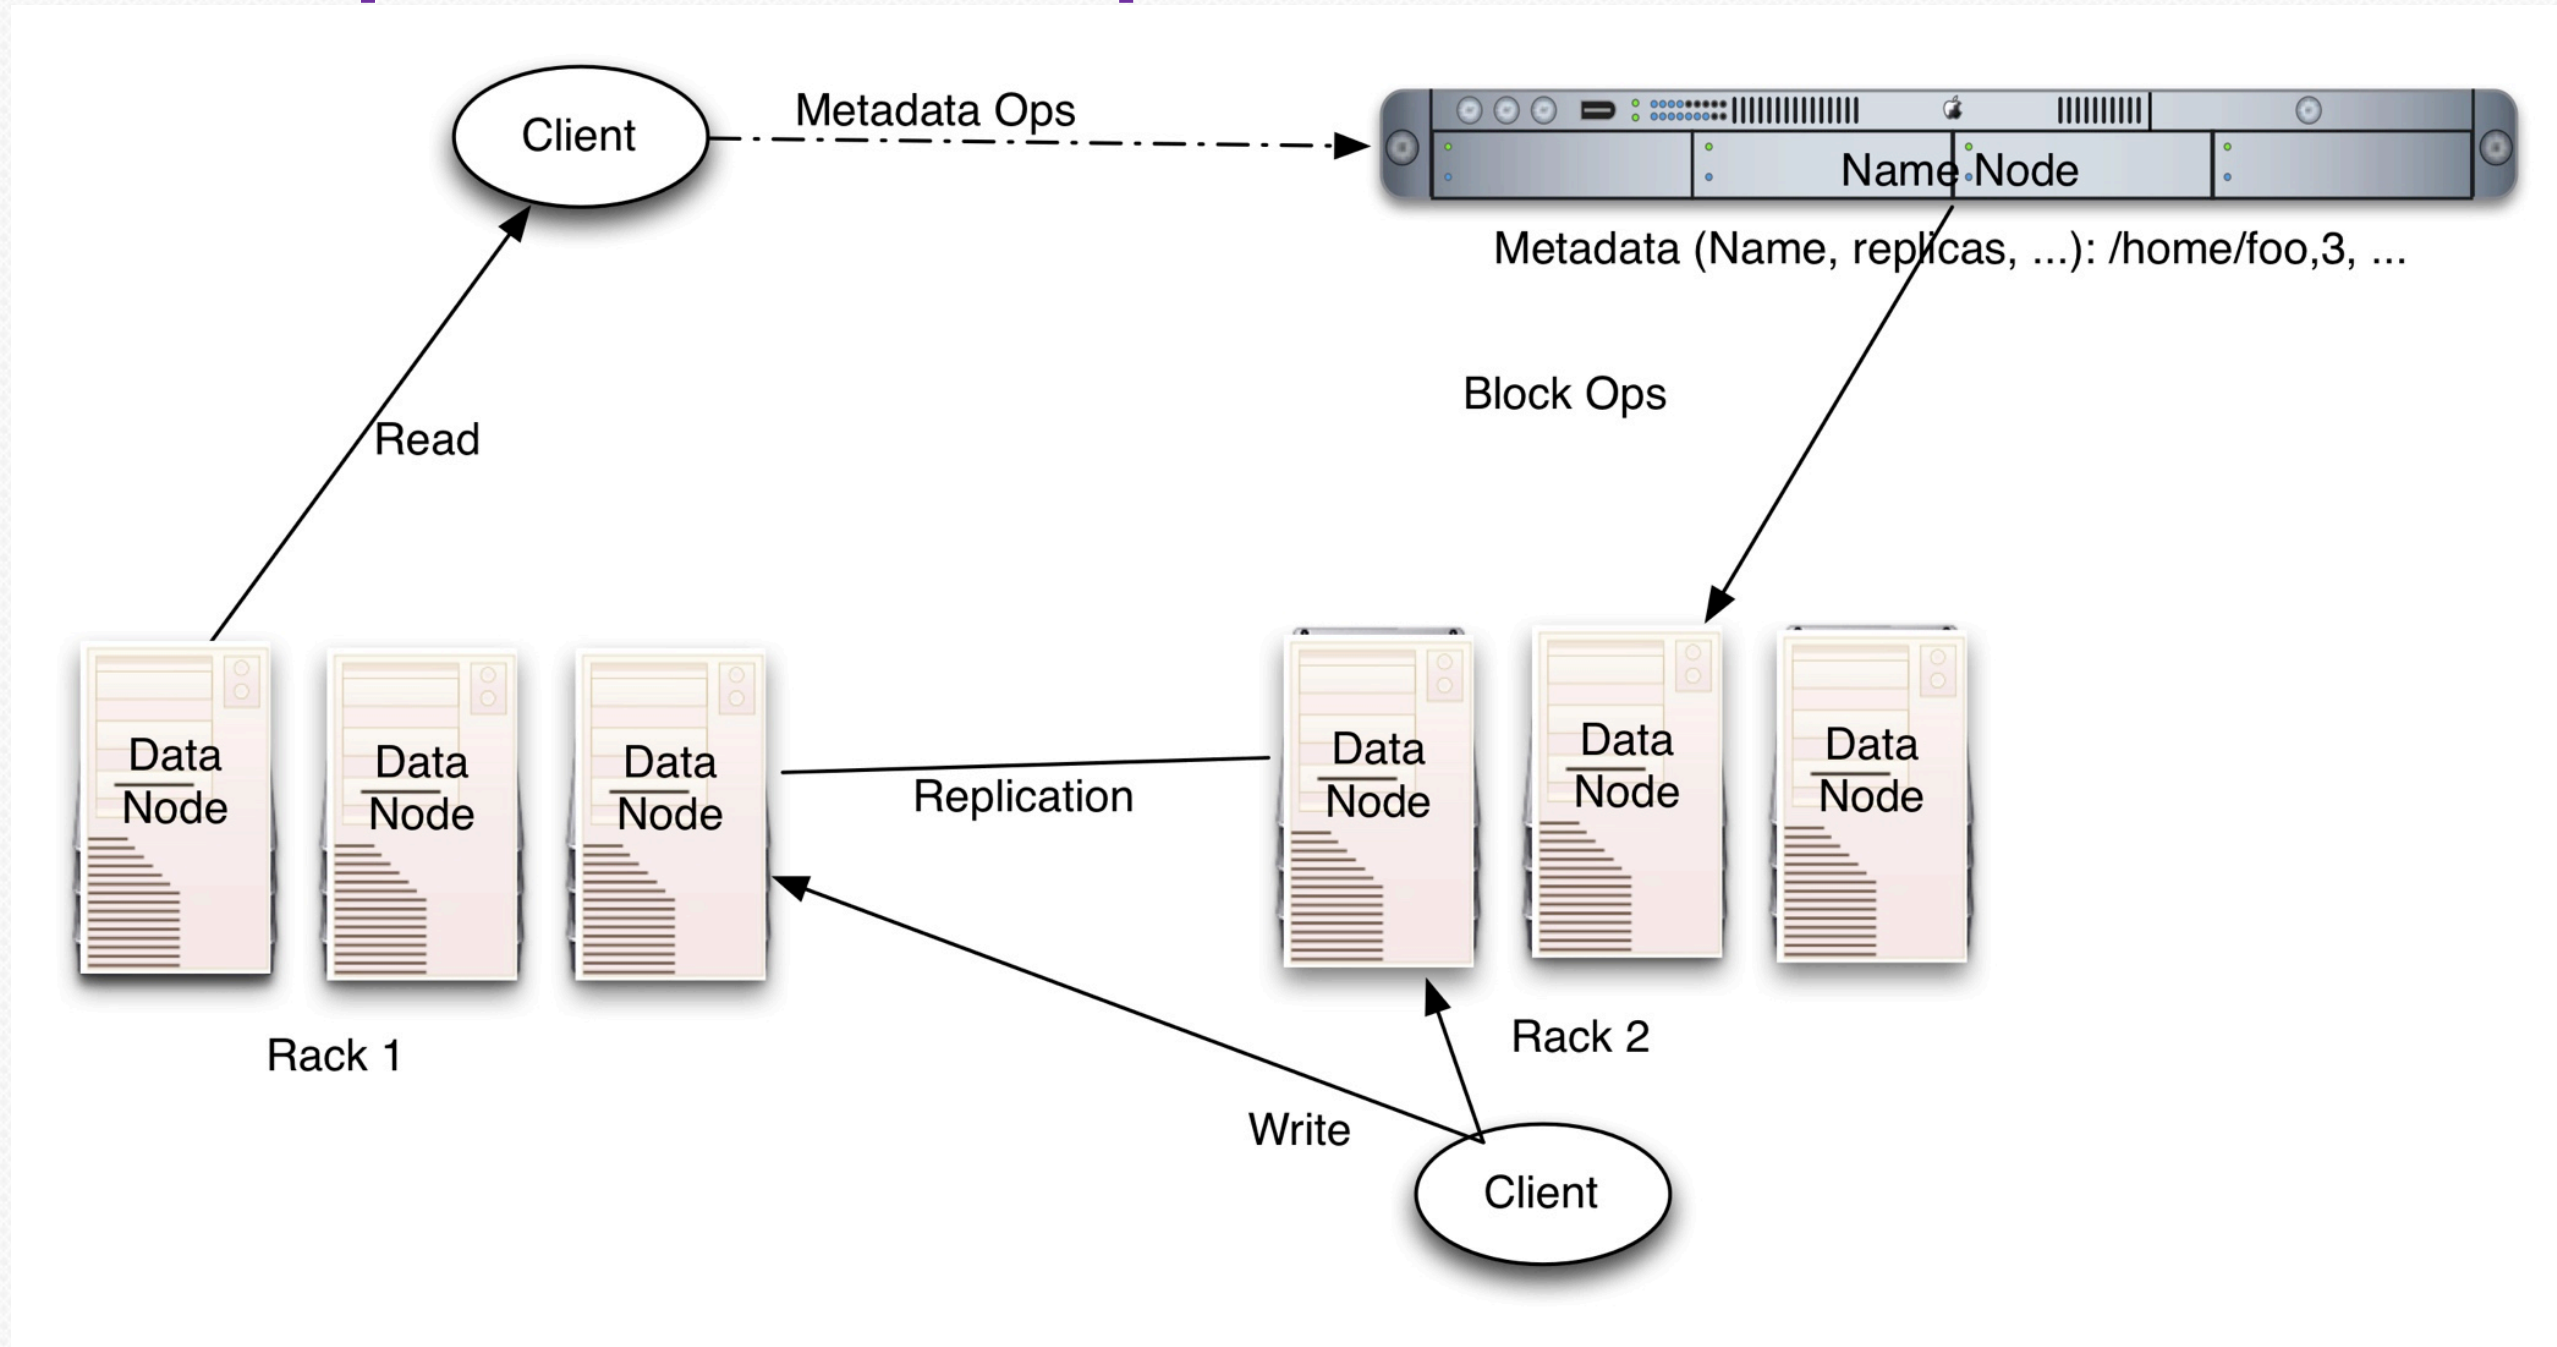 Client
Metadata Ops
Name Node
Metadata (Name, replicas, ...): /home/foo,3, ...
Block Ops
Read
Data
Node
Data
Node
Data
Node
Replication
Data
Node
Data
Node
Data
Node
Rack 1
Rack 2
Write
Client